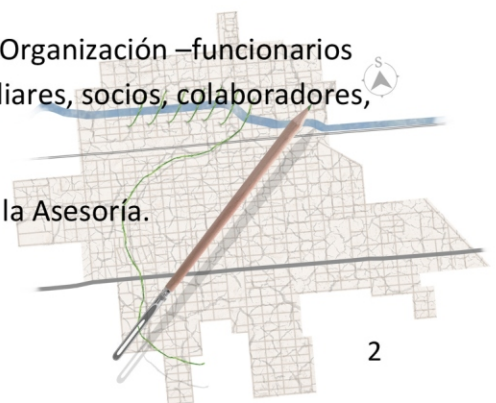 Organización –funcionarios
S
liares, socios, colaboradores,
la Asesoría.
2